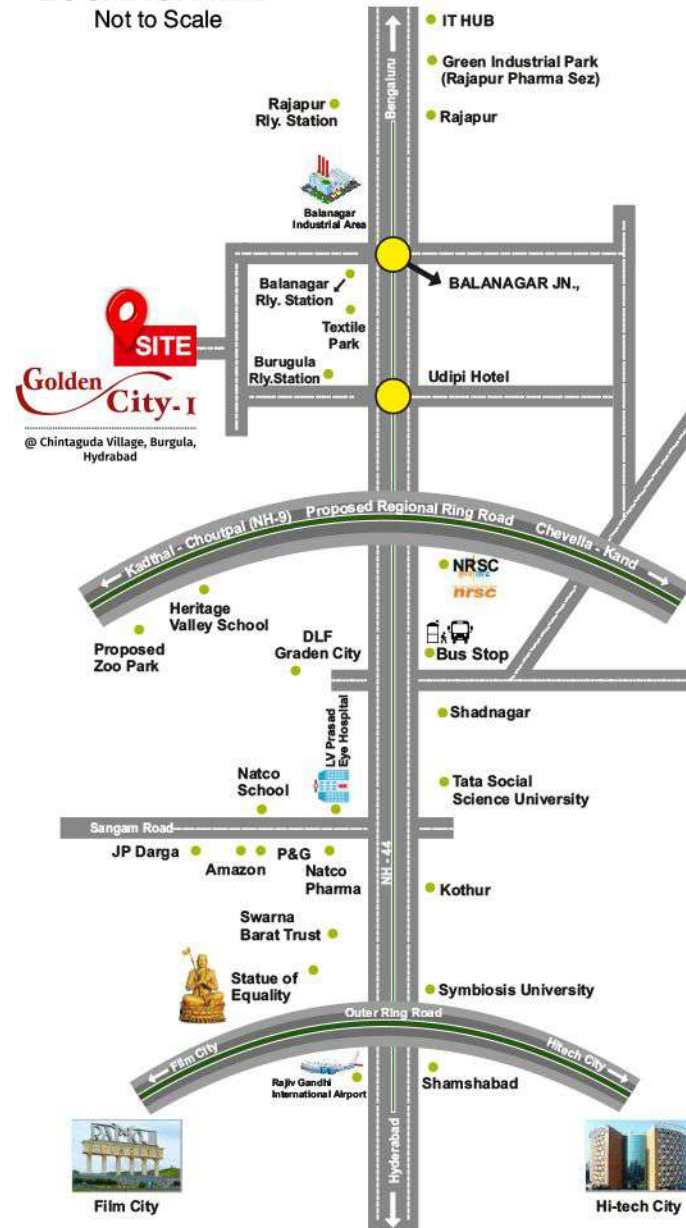 Not to Scale
IT HUB
Green Industrial Park
(Rajapur Pharma Sez)
Bengaluru
Rajapur
Rly. Station
Rajapur
Balanagar
Industrial Area
BALANAGAR JN.,
Balanagar
Rly. Station
Textile
Park
SITE
Burugula
Rly.Station
Udipi Hotel
Golden
City-I
@ Chintaguda Village, Burgula,
Hydrabad
Kadthal - Choutpal (NH-9) Proposed Regional Ring Road Chevella - Kand
NRSC
nrsc
Heritage
Valley School
Proposed
Zoo Park
DLF
Graden City
Bus Stop
Shadnagar
LV Prasad
Eye Hospital
Natco
School
Tata Social
Science University
Sangam Road
JP Darga
Amazon
P&G
Natco
Pharma
NH - 44
Kothur
Swarna
Barat Trust
Statue of
Equality
Symbiosis University
Outer Ring Road
Film City
Hitech City
Rajiv Gandhi
International Airport
Shamshabad
Hyderabad
Film City
Hi-tech City